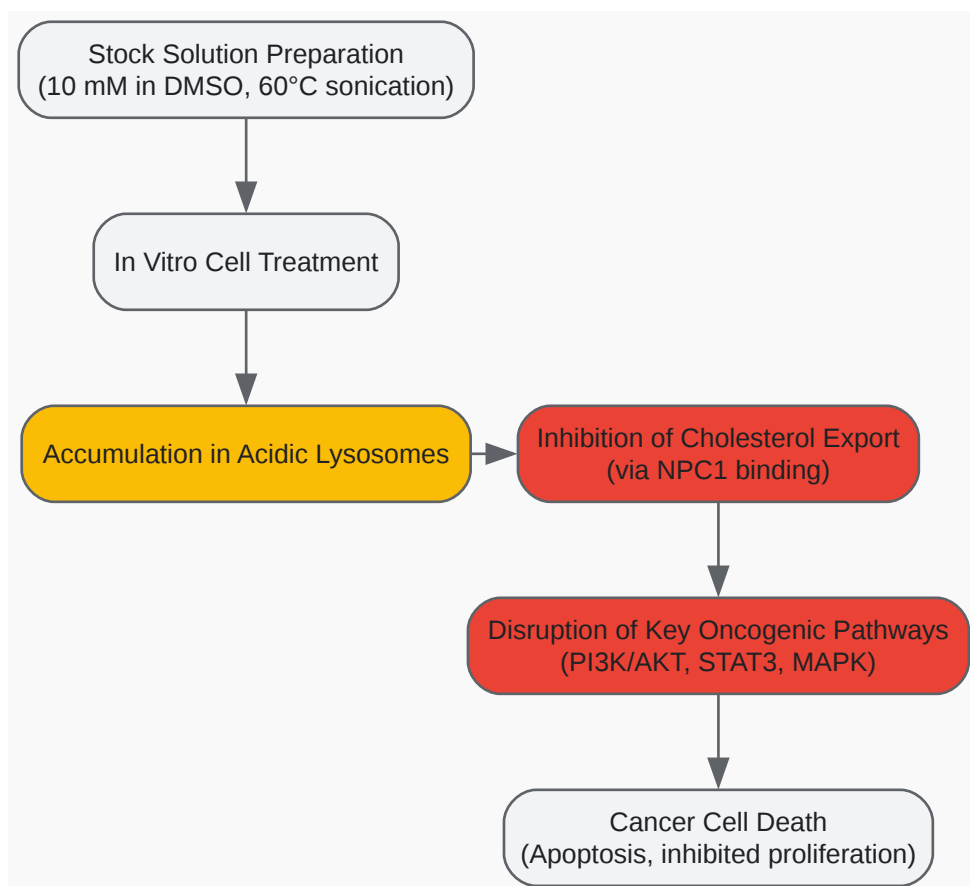 Stock Solution Preparation
(10 mM in DMSO, 60°C sonication)
In Vitro Cell Treatment
Accumulation in Acidic Lysosomes
Inhibition of Cholesterol Export
(via NPC1 binding)
Disruption of Key Oncogenic Pathways
(PI3K/AKT, STAT3, MAPK)
Cancer Cell Death
(Apoptosis, inhibited proliferation)